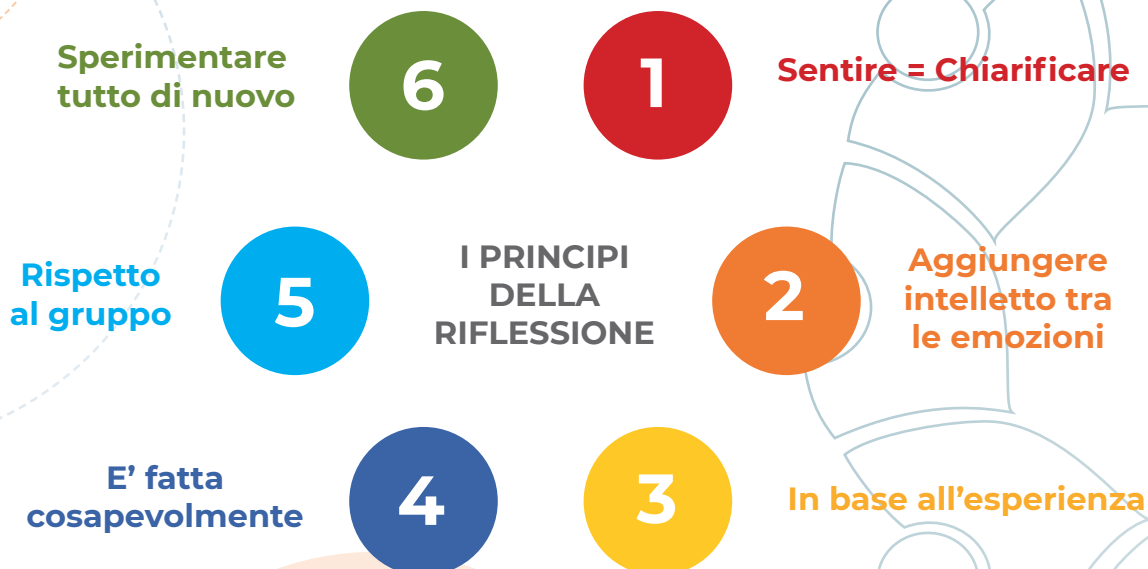 I PRINCIPI
DELLA
RIFLESSIONE
1
Sentire = Chiarificare
2
Aggiungere
intelletto tra
le emozioni
3
In base all’esperienza
4
E’ fatta
cosapevolmente
5
Rispetto
al gruppo
6
Sperimentare
tutto di nuovo